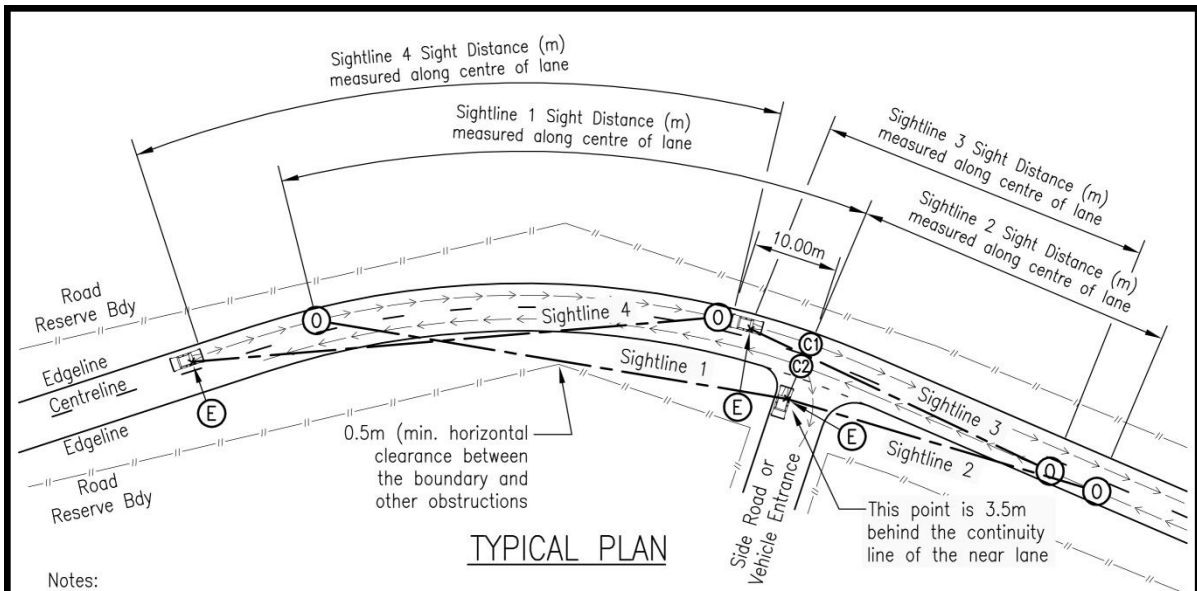 Sightline 4 Sight Distance (m)
measured along centre of lane
Sightline 1 Sight Distance (m)
measured along centre of lane
Sightline 3 Sight Distance (m)
measured along centre of lane
Sightline 2 Sight Distance (m)
measured along centre of lane
10.00m
Road
Reserve Bdy
O
Sightline 4
O
C1
C2
Edgeline
Centreline
Edgeline
E
Sightline 1
E
E
Sightline 3
Sightline 2
O
O
0.5m (min. horizontal
clearance between
the boundary and
other obstructions
Road
Reserve Bdy
Side Road or
Vehicle Entrance
This point is 3.5m
behind the continuity
line of the near lane
TYPICAL PLAN
Notes: